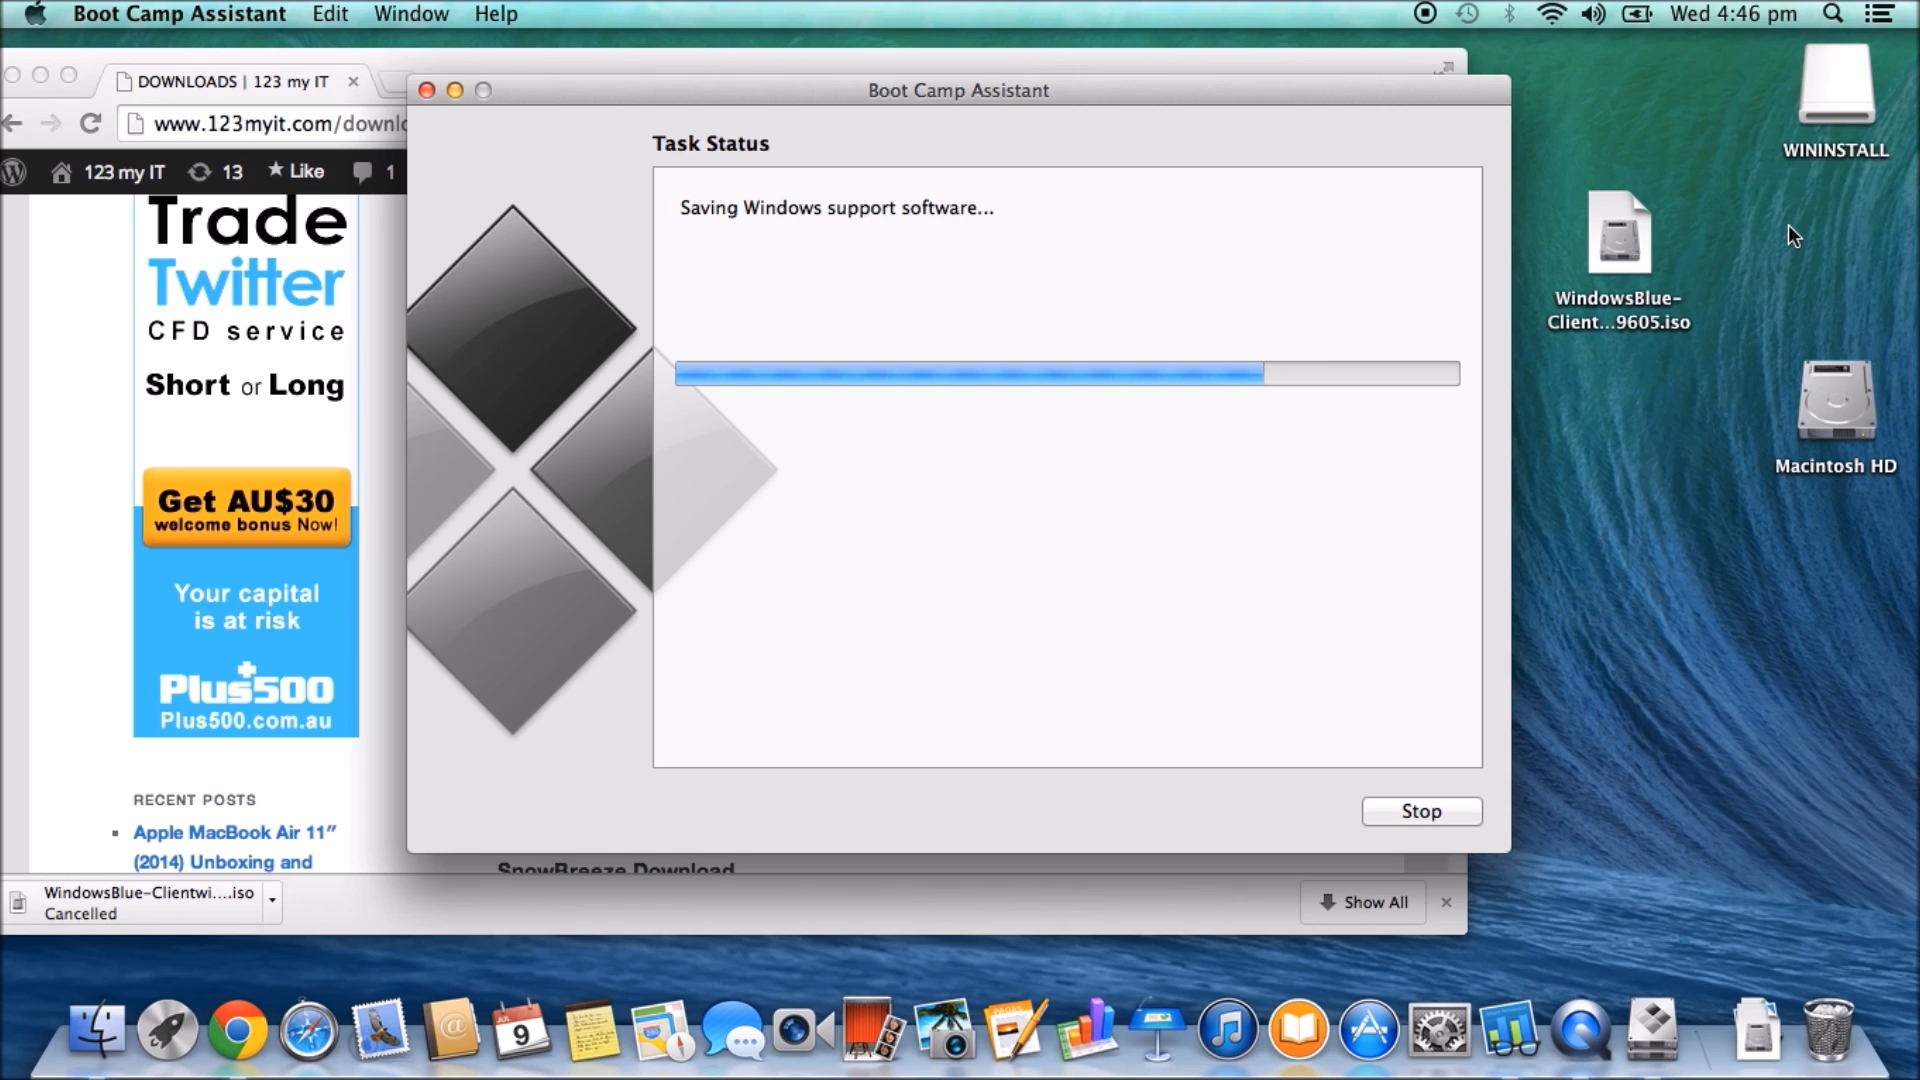 Boot Camp Assistant Edit Window Help
Wed 4:46 pm
DOWNLOADS | 123 my IT
www.123myit.com/downlo
123 my IT 13 Like 1
Trade
Twitter
CFD service
Short or Long
Get AU$30
welcome bonus Now!
Your capital
is at risk
Plus500
Plus500.com.au
RECENT POSTS
Apple MacBook Air 11″
(2014) Unboxing and
SnowBreeze Download
WindowsBlue-Clientwi....iso
Cancelled
Show All
Boot Camp Assistant
Task Status
Saving Windows support software...
Stop
WININSTALL
WindowsBlue-
Client...9605.iso
Macintosh HD
JUL
9